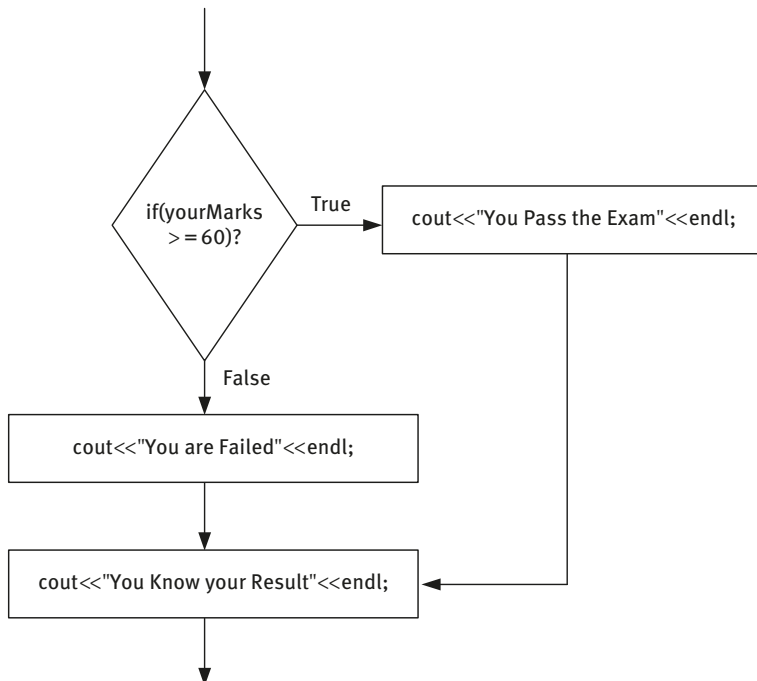 if(yourMarks
>=60)?
True
cout<<"You Pass the Exam"<<endl;
False
cout<<"You are Failed"<<endl;
cout<<"You Know your Result"<<endl;